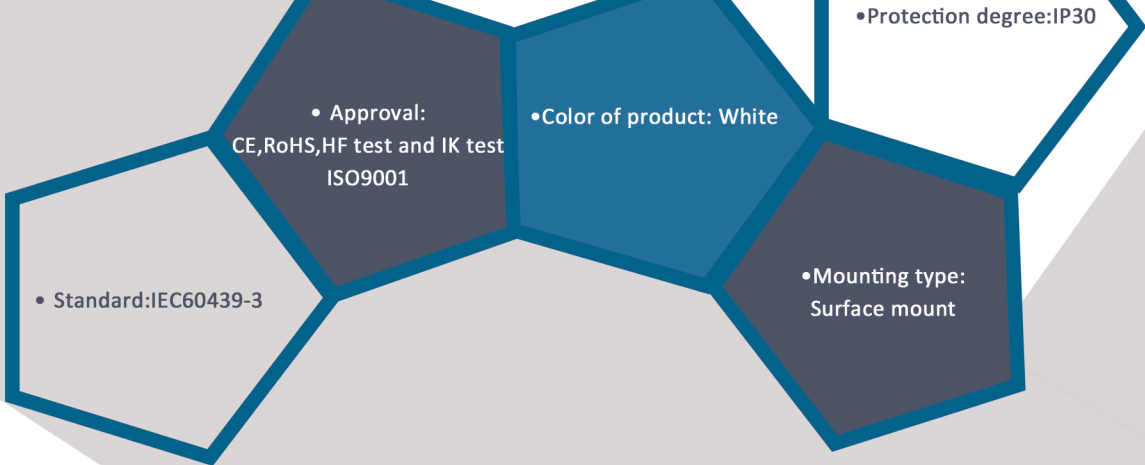 •Protection degree:IP30
• Approval:
CE,RoHS,HF test and IK test
ISO9001
•Color of product: White
• Standard:IEC60439-3
•Mounting type:
Surface mount